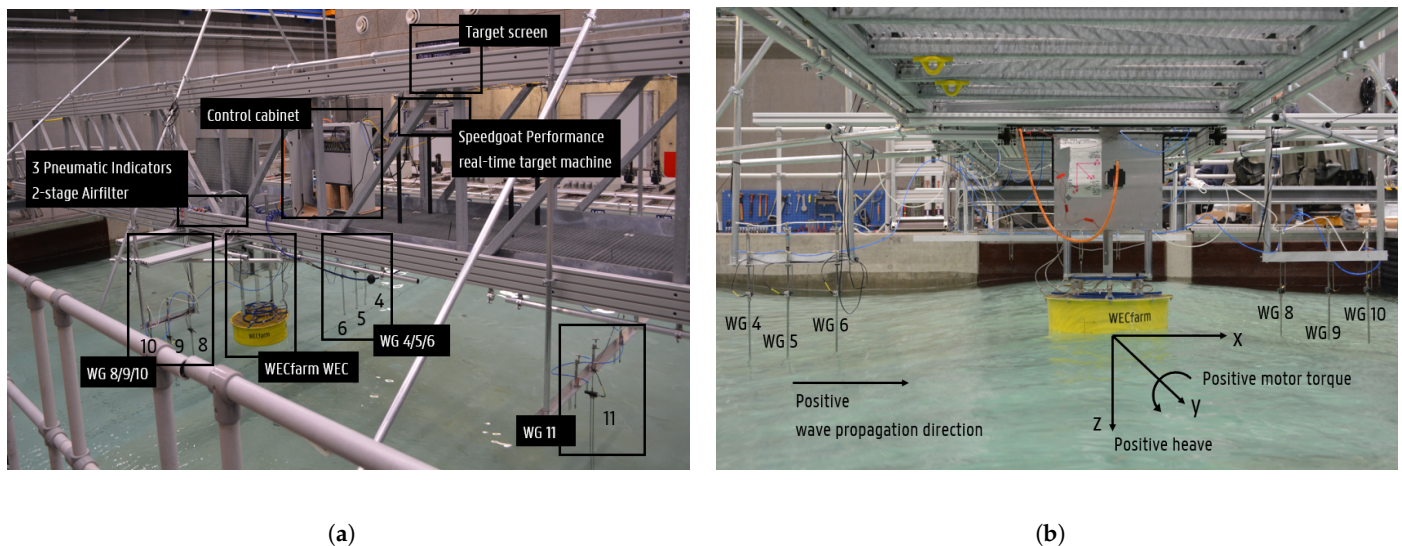 Target screen
Control cabinet
Speedgoat Performance
real-time target machine
3 Pneumatic Indicators
2-stage Airfilter
4
5
6
WG 4/5/6
10
9
8
WECfarm
WG 8/9/10
WECfarm WEC
11
WG 11
(a)
WG 4
WG 5
WG 6
WECfarm
WG 8
WG 9
WG 10
x
Positive motor torque
y
z
Positive
wave propagation direction
Positive heave
(b)